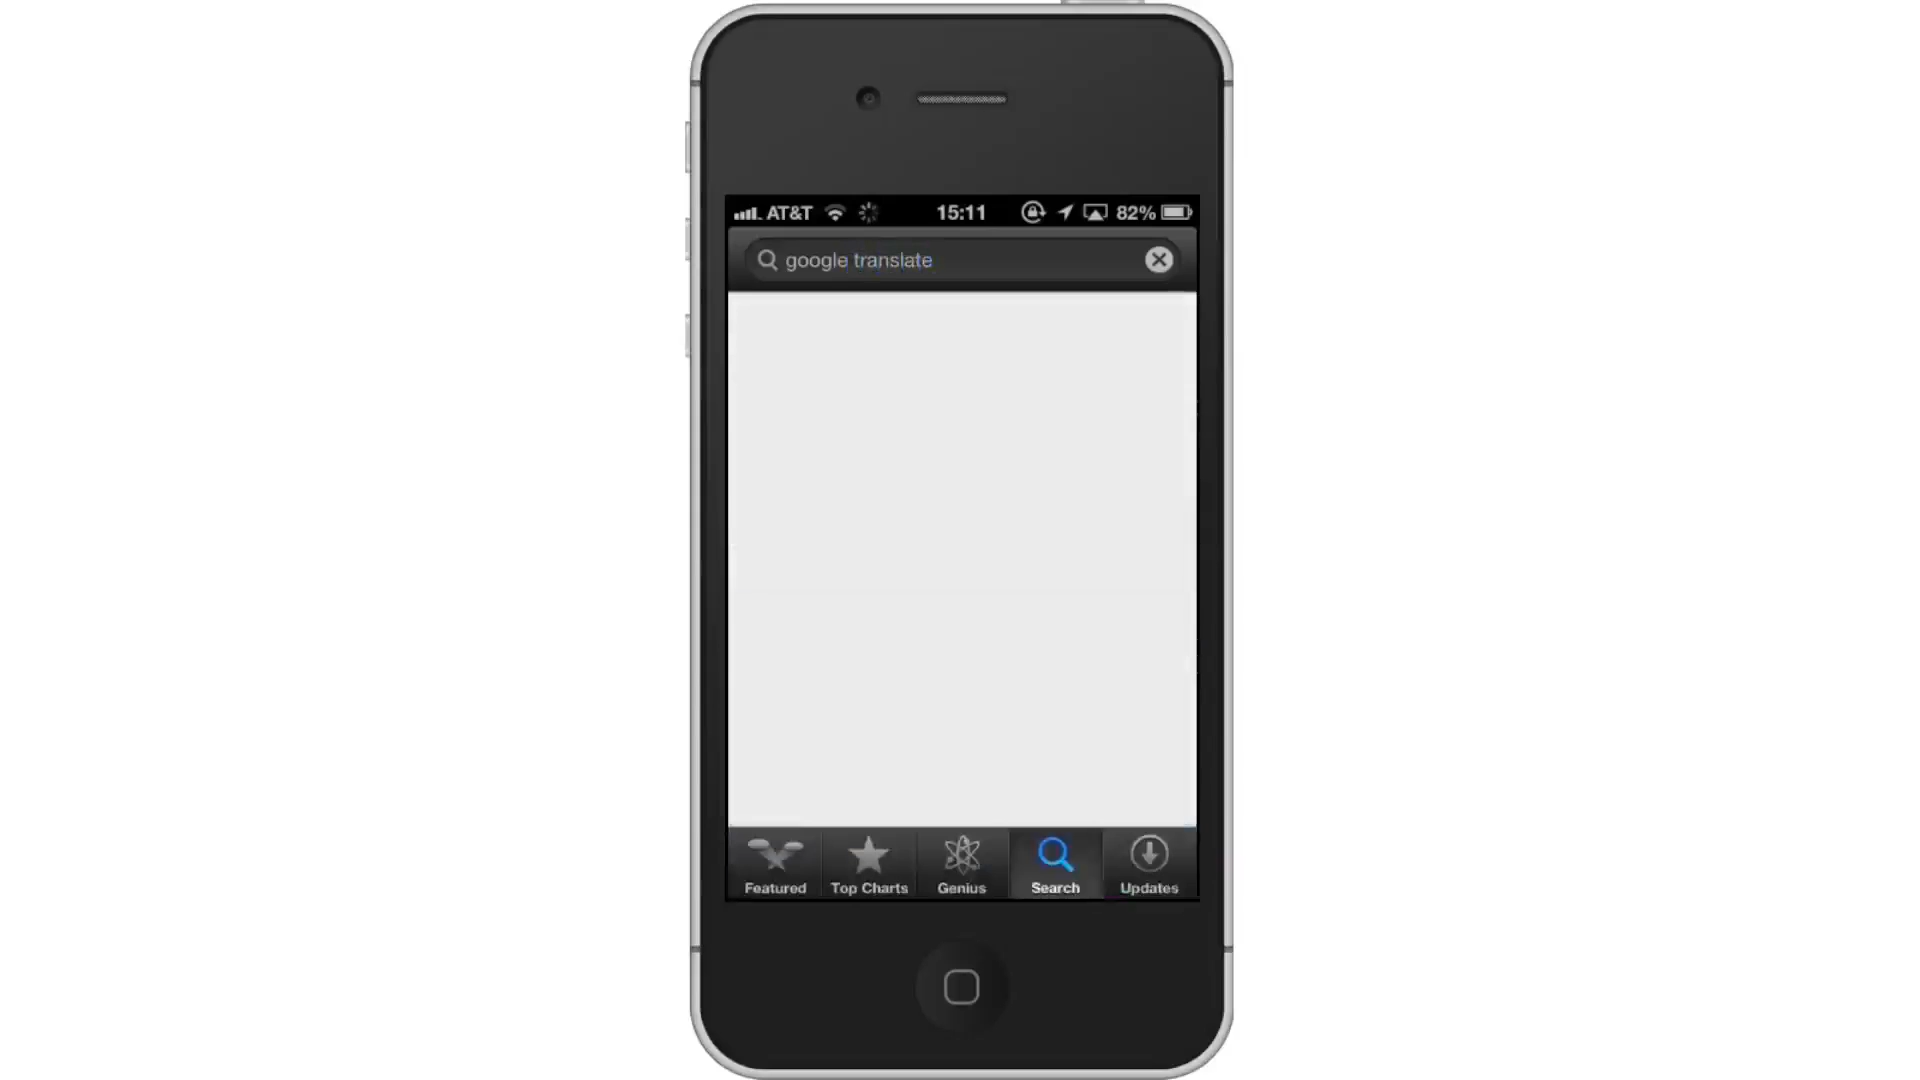 AT&T 15:11 82%
google translate
Featured Top Charts Genius Search Updates